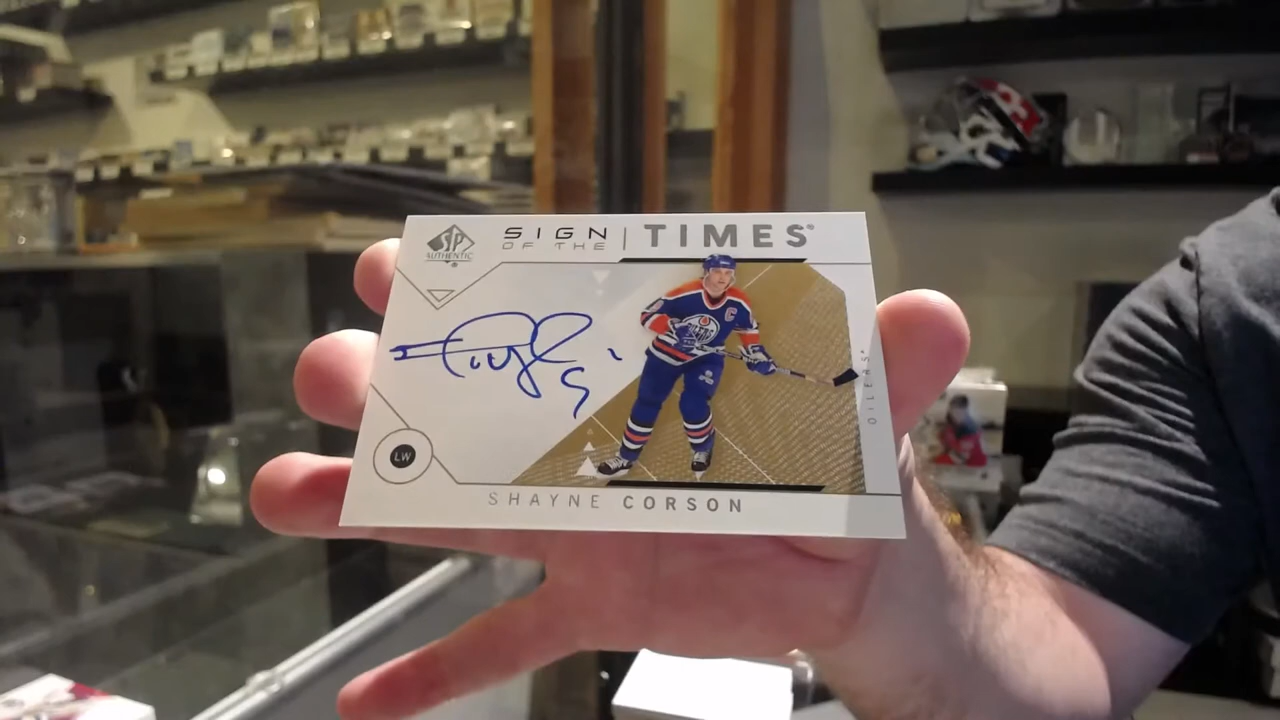 SP
AUTHENTIC
SIGN
OF THE
TIMES
OILERS
C
LW
SHAYNE CORSON